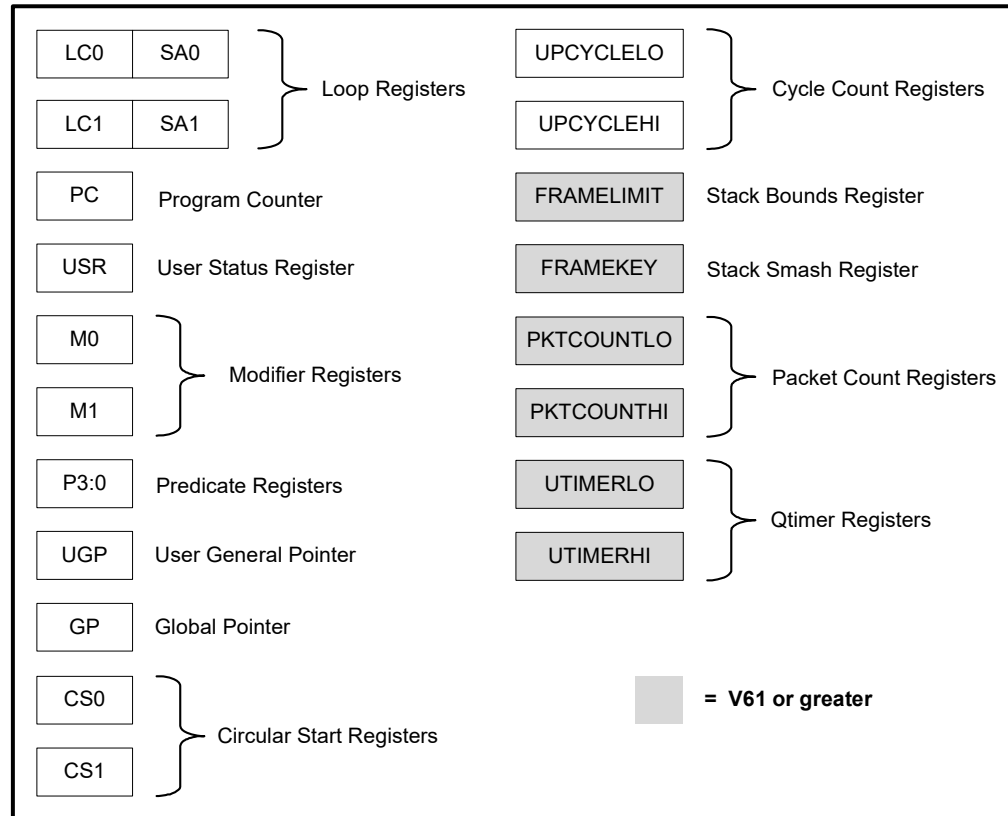 LC0 SA0
LC1 SA1
Loop Registers
PC Program Counter
USR User Status Register
M0
M1
Modifier Registers
P3:0 Predicate Registers
UGP User General Pointer
GP Global Pointer
CS0
CS1
Circular Start Registers
UPCYCLELO
UPCYCLEHI
Cycle Count Registers
FRAMELIMIT Stack Bounds Register
FRAMEKEY Stack Smash Register
PKTCOUNTLO
PKTCOUNTHI
Packet Count Registers
UTIMERLO
UTIMERHI
Qtimer Registers
= V61 or greater